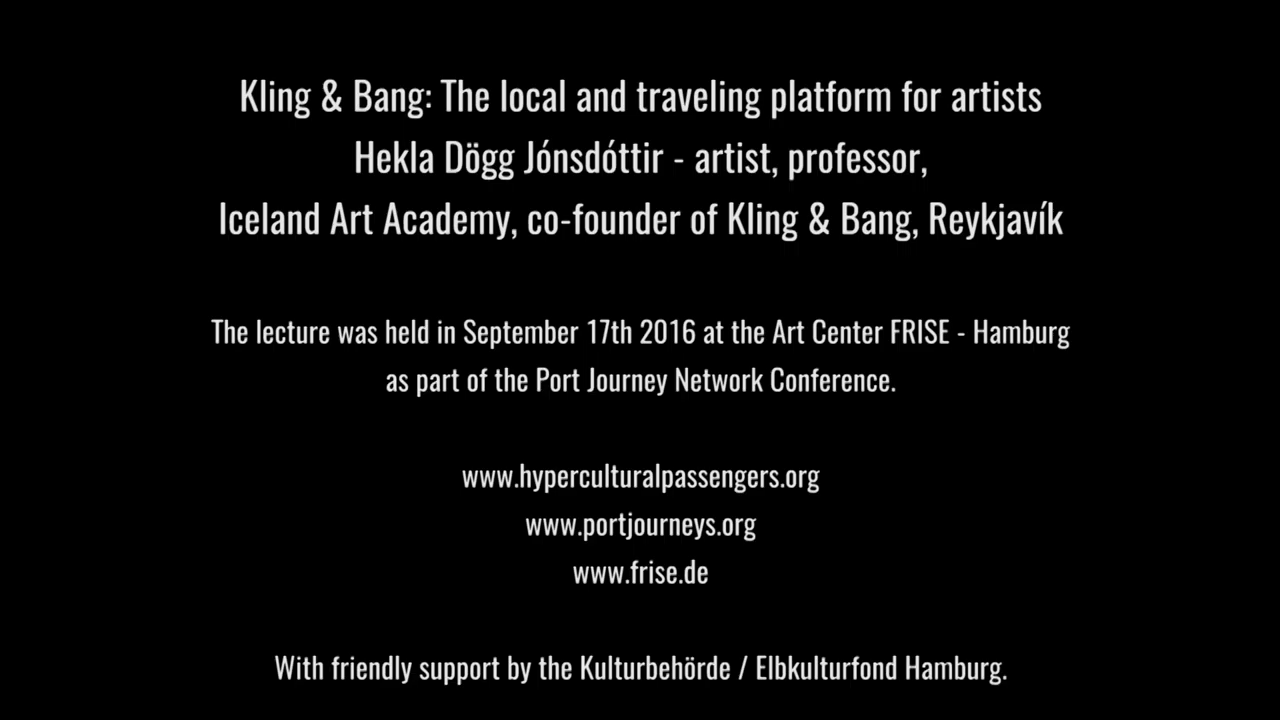 Kling & Bang: The local and traveling platform for artists
Hekla Dögg Jónsdóttir - artist, professor,
Iceland Art Academy, co-founder of Kling & Bang, Reykjavík
The lecture was held in September 17th 2016 at the Art Center FRISE - Hamburg
as part of the Port Journey Network Conference.
www.hyperculturalpassengers.org
www.portjourneys.org
www.frise.de
With friendly support by the Kulturbehörde / Elbkulturfond Hamburg.